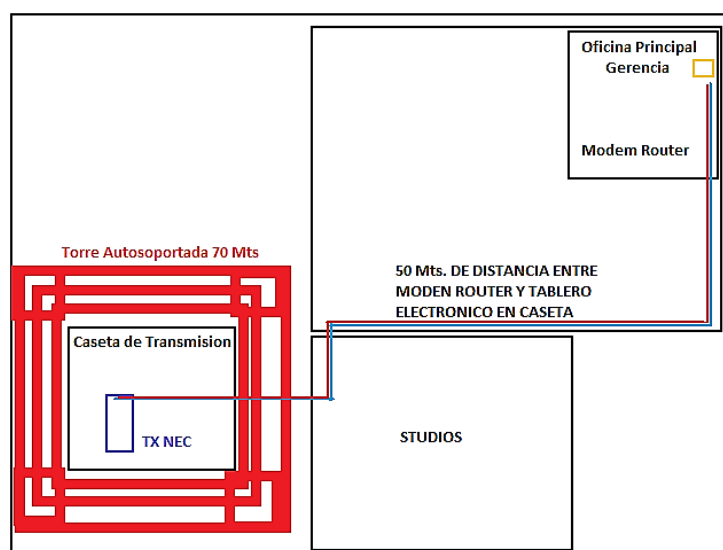 Oficina Principal
Gerencia
Modem Router
Torre Autosoportada 70 Mts
50 Mts. DE DISTANCIA ENTRE
MODEN ROUTER Y TABLERO
ELECTRONICO EN CASETA
Caseta de Transmision
TX NEC
STUDIOS